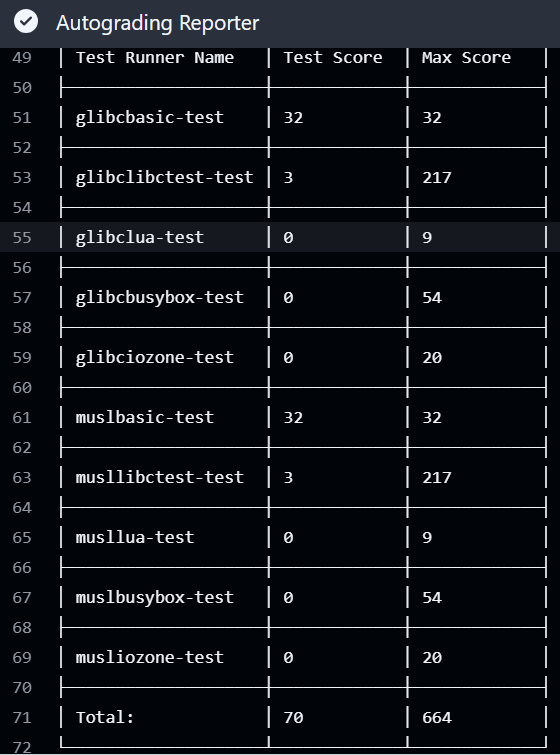 Autograding Reporter
49 | Test Runner Name | Test Score | Max Score |
50
51 | glibcbasic-test | 32 | 32 |
52
53 | glibclibctest-test | 3 | 217 |
54
55 | glibclua-test | 0 | 9 |
56
57 | glibcbusybox-test | 0 | 54 |
58
59 | glibciozone-test | 0 | 20 |
60
61 | muslbasic-test | 32 | 32 |
62
63 | musllibctest-test | 3 | 217 |
64
65 | musllua-test | 0 | 9 |
66
67 | muslbusybox-test | 0 | 54 |
68
69 | musliozone-test | 0 | 20 |
70
71 | Total: | 70 | 664 |
72